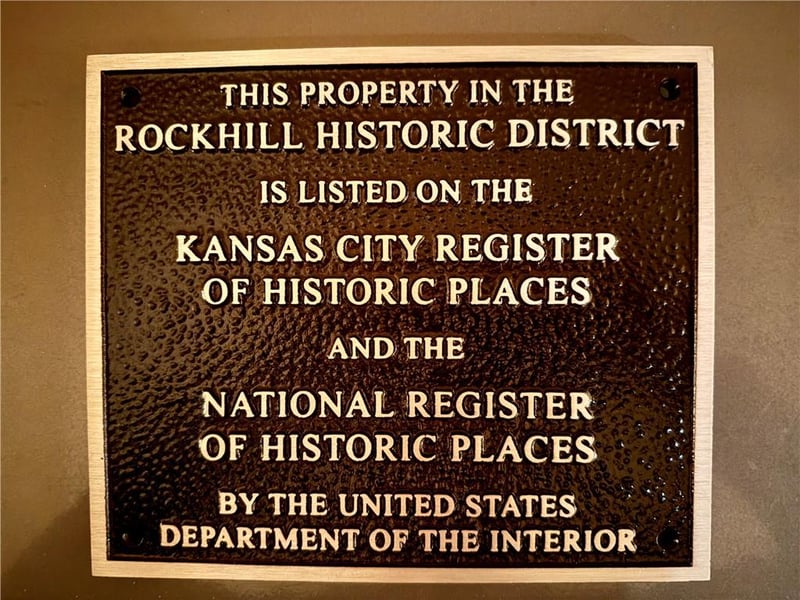 THIS PROPERTY IN THE
ROCKHILL HISTORIC DISTRICT
IS LISTED ON THE
KANSAS CITY REGISTER
OF HISTORIC PLACES
AND THE
NATIONAL REGISTER
OF HISTORIC PLACES
BY THE UNITED STATES
DEPARTMENT OF THE INTERIOR